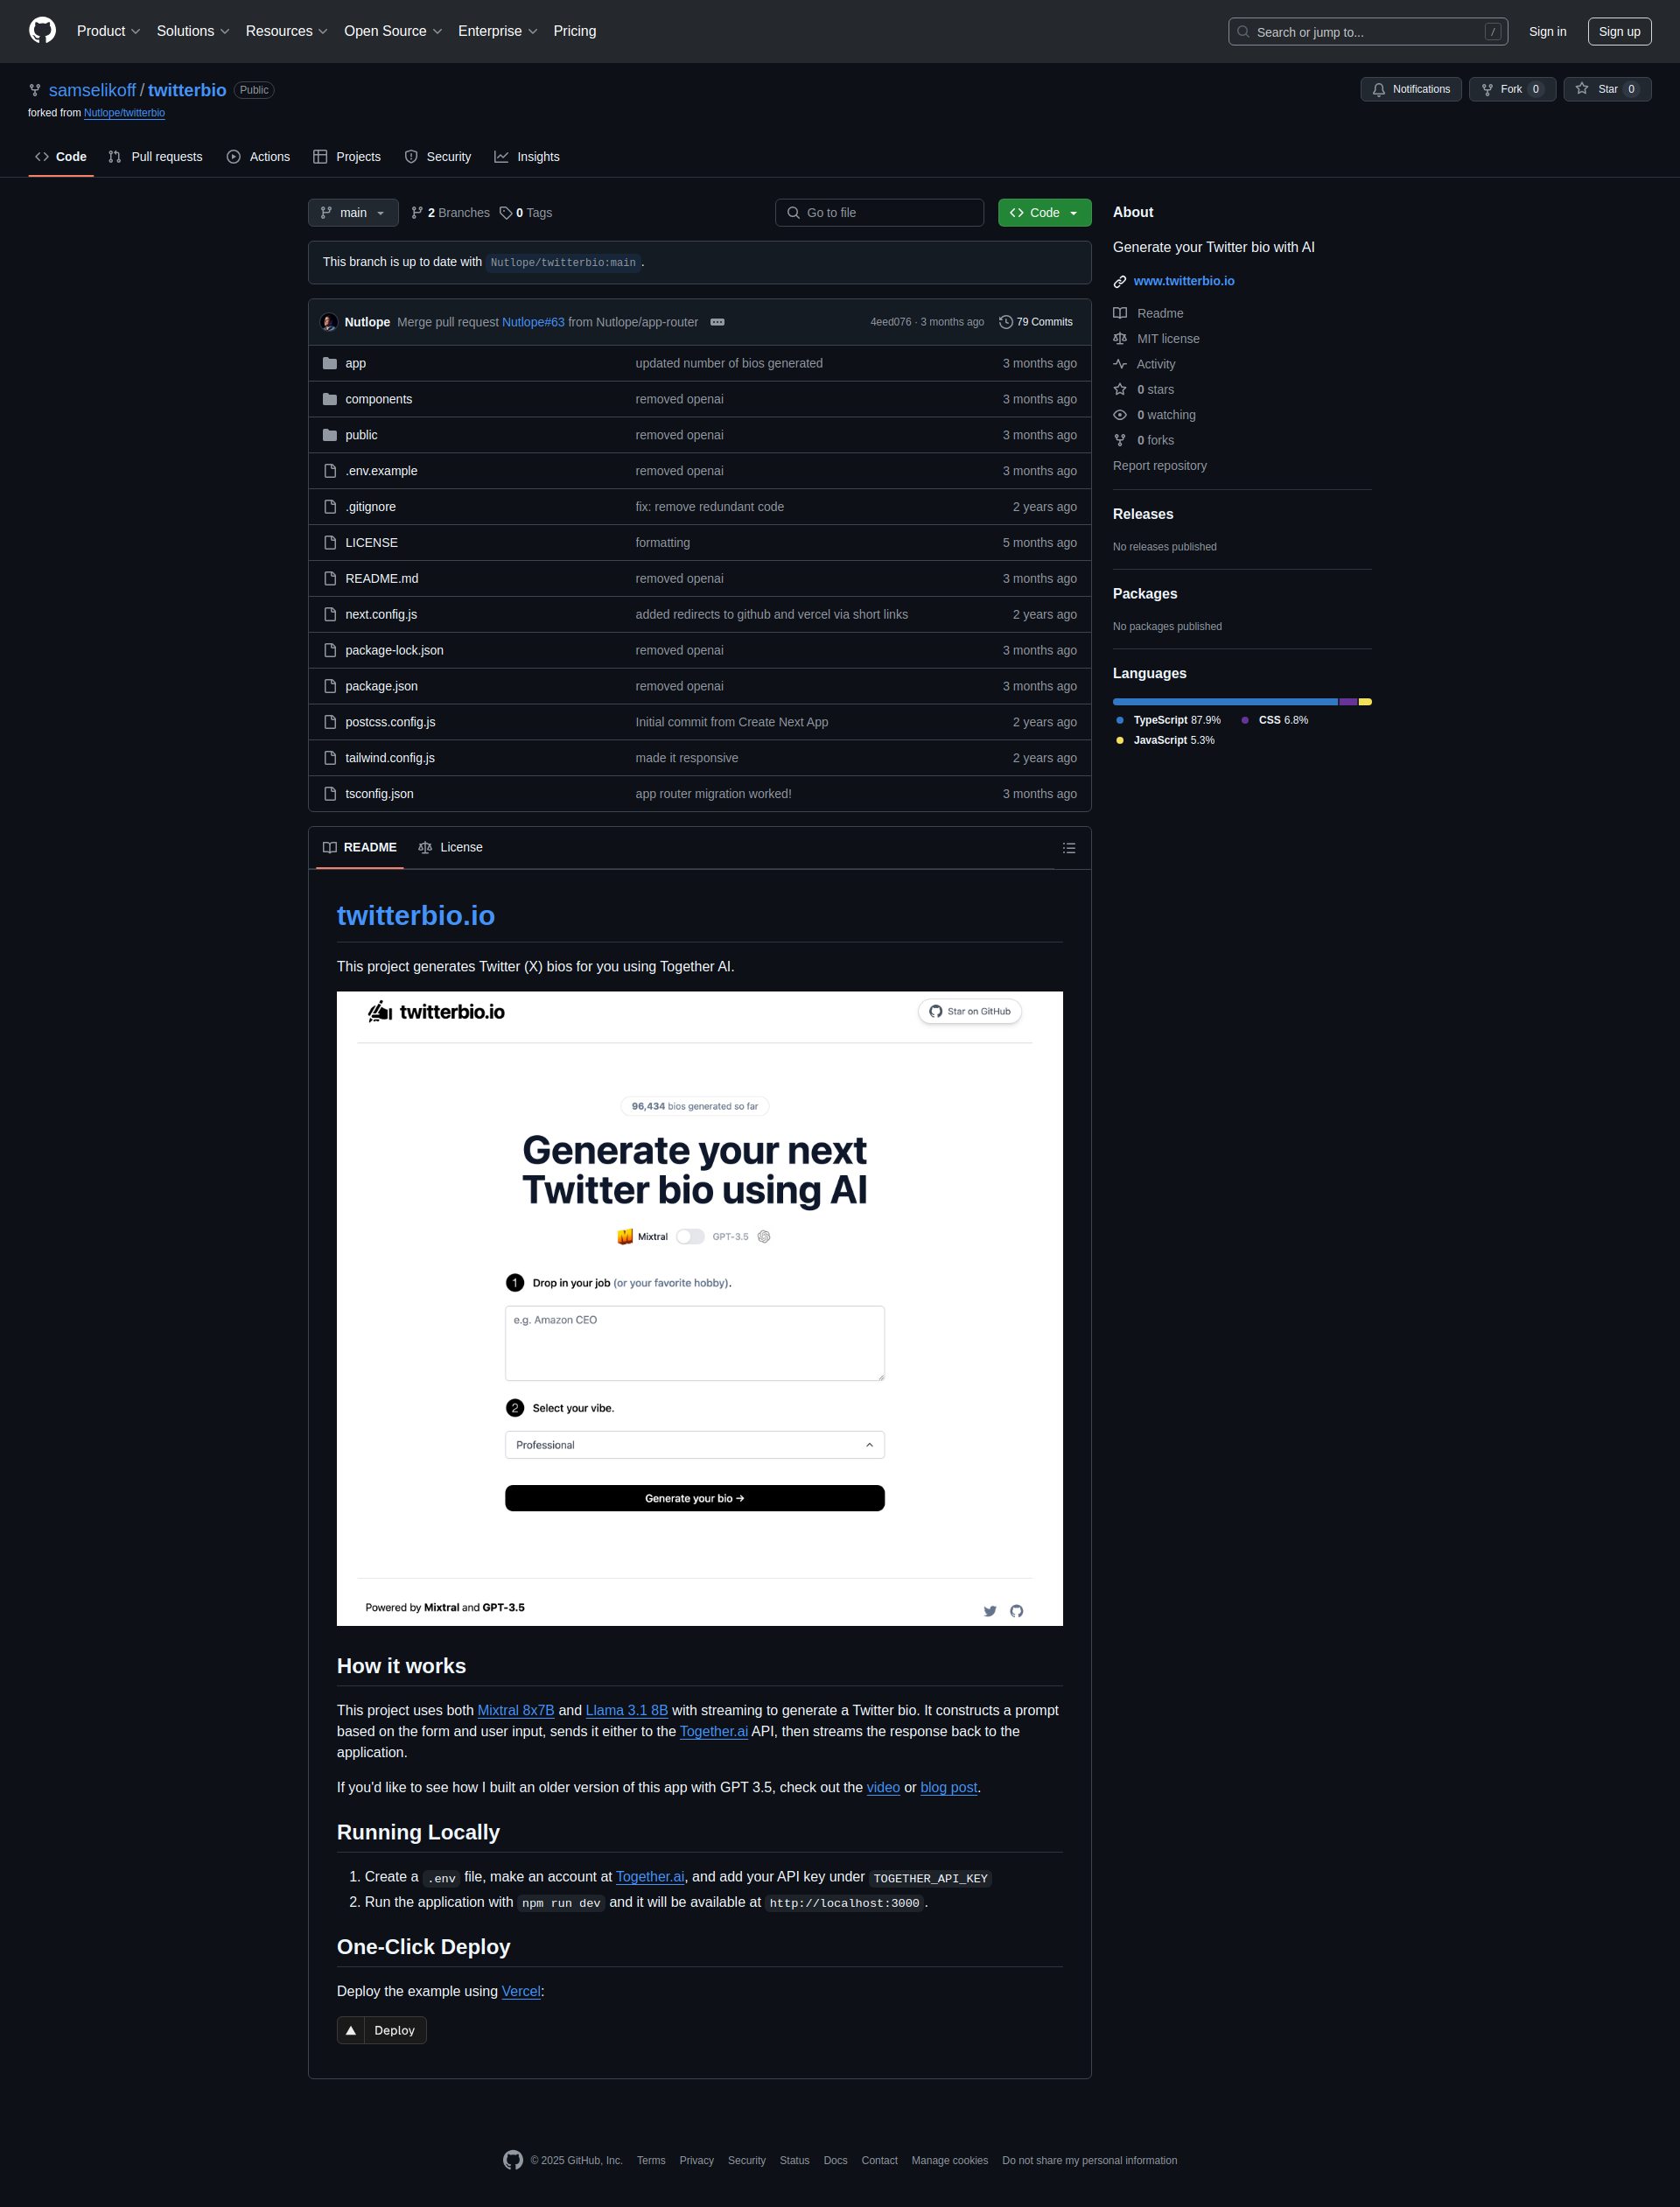 Product Solutions Resources Open Source Enterprise Pricing Search or jump to... / Sign in Sign up
samselikoff / twitterbio Public Notifications Fork 0 Star 0
forked from Nutlope/twitterbio
Code Pull requests Actions Projects Security Insights
main 2 Branches 0 Tags Go to file Code
This branch is up to date with Nutlope/twitterbio:main .
Nutlope Merge pull request Nutlope#63 from Nutlope/app-router 4eed076 · 3 months ago 79 Commits
app updated number of bios generated 3 months ago
components removed openai 3 months ago
public removed openai 3 months ago
.env.example removed openai 3 months ago
.gitignore fix: remove redundant code 2 years ago
LICENSE formatting 5 months ago
README.md removed openai 3 months ago
next.config.js added redirects to github and vercel via short links 2 years ago
package-lock.json removed openai 3 months ago
package.json removed openai 3 months ago
postcss.config.js Initial commit from Create Next App 2 years ago
tailwind.config.js made it responsive 2 years ago
tsconfig.json app router migration worked! 3 months ago
README License
twitterbio.io
This project generates Twitter (X) bios for you using Together AI.
twitterbio.io Star on GitHub
96,434 bios generated so far
Generate your next
Twitter bio using AI
Mixtral GPT-3.5
1 Drop in your job (or your favorite hobby).
e.g. Amazon CEO
2 Select your vibe.
Professional
Generate your bio →
Powered by Mixtral and GPT-3.5
How it works
This project uses both Mixtral 8x7B and Llama 3.1 8B with streaming to generate a Twitter bio. It constructs a prompt
based on the form and user input, sends it either to the Together.ai API, then streams the response back to the
application.
If you'd like to see how I built an older version of this app with GPT 3.5, check out the video or blog post.
Running Locally
1. Create a .env file, make an account at Together.ai, and add your API key under TOGETHER_API_KEY
2. Run the application with npm run dev and it will be available at http://localhost:3000 .
One-Click Deploy
Deploy the example using Vercel:
Deploy
About
Generate your Twitter bio with AI
www.twitterbio.io
Readme
MIT license
Activity
0 stars
0 watching
0 forks
Report repository
Releases
No releases published
Packages
No packages published
Languages
TypeScript 87.9% CSS 6.8%
JavaScript 5.3%
© 2025 GitHub, Inc. Terms Privacy Security Status Docs Contact Manage cookies Do not share my personal information